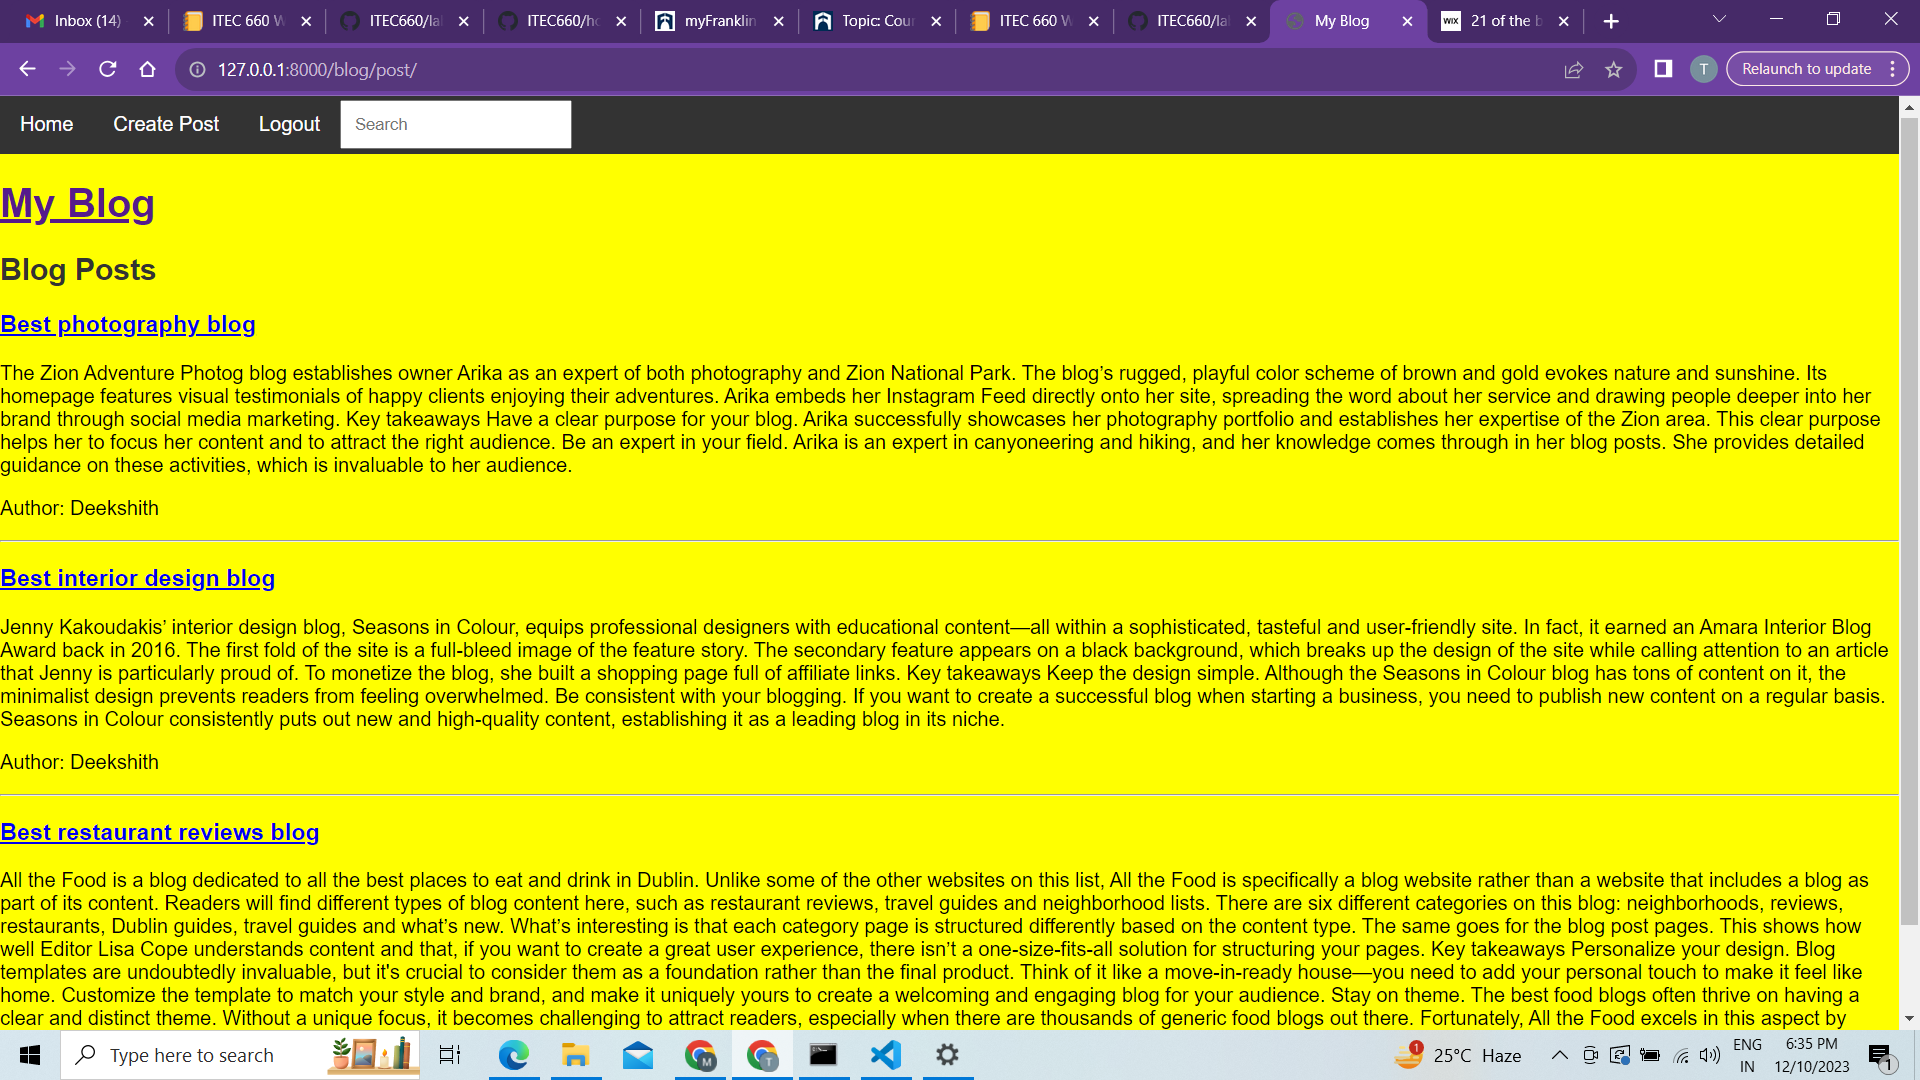 Inbox (14)
ITEC 660 W
ITEC660/la
ITEC660/ho
myFranklin
Topic: Cour
ITEC 660 W
ITEC660/la
My Blog
WIX
21 of the b
127.0.0.1:8000/blog/post/
T
Relaunch to update
Home
Create Post
Logout
Search
My Blog
Blog Posts
Best photography blog
The Zion Adventure Photog blog establishes owner Arika as an expert of both photography and Zion National Park. The blog’s rugged, playful color scheme of brown and gold evokes nature and sunshine. Its
homepage features visual testimonials of happy clients enjoying their adventures. Arika embeds her Instagram Feed directly onto her site, spreading the word about her service and drawing people deeper into her
brand through social media marketing. Key takeaways Have a clear purpose for your blog. Arika successfully showcases her photography portfolio and establishes her expertise of the Zion area. This clear purpose
helps her to focus her content and to attract the right audience. Be an expert in your field. Arika is an expert in canyoneering and hiking, and her knowledge comes through in her blog posts. She provides detailed
guidance on these activities, which is invaluable to her audience.
Author: Deekshith
Best interior design blog
Jenny Kakoudakis’ interior design blog, Seasons in Colour, equips professional designers with educational content—all within a sophisticated, tasteful and user-friendly site. In fact, it earned an Amara Interior Blog
Award back in 2016. The first fold of the site is a full-bleed image of the feature story. The secondary feature appears on a black background, which breaks up the design of the site while calling attention to an article
that Jenny is particularly proud of. To monetize the blog, she built a shopping page full of affiliate links. Key takeaways Keep the design simple. Although the Seasons in Colour blog has tons of content on it, the
minimalist design prevents readers from feeling overwhelmed. Be consistent with your blogging. If you want to create a successful blog when starting a business, you need to publish new content on a regular basis.
Seasons in Colour consistently puts out new and high-quality content, establishing it as a leading blog in its niche.
Author: Deekshith
Best restaurant reviews blog
All the Food is a blog dedicated to all the best places to eat and drink in Dublin. Unlike some of the other websites on this list, All the Food is specifically a blog website rather than a website that includes a blog as
part of its content. Readers will find different types of blog content here, such as restaurant reviews, travel guides and neighborhood lists. There are six different categories on this blog: neighborhoods, reviews,
restaurants, Dublin guides, travel guides and what’s new. What’s interesting is that each category page is structured differently based on the content type. The same goes for the blog post pages. This shows how
well Editor Lisa Cope understands content and that, if you want to create a great user experience, there isn’t a one-size-fits-all solution for structuring your pages. Key takeaways Personalize your design. Blog
templates are undoubtedly invaluable, but it's crucial to consider them as a foundation rather than the final product. Think of it like a move-in-ready house—you need to add your personal touch to make it feel like
home. Customize the template to match your style and brand, and make it uniquely yours to create a welcoming and engaging blog for your audience. Stay on theme. The best food blogs often thrive on having a
clear and distinct theme. Without a unique focus, it becomes challenging to attract readers, especially when there are thousands of generic food blogs out there. Fortunately, All the Food excels in this aspect by
Type here to search
M
T
1
25°C Haze
ENG
IN
6:35 PM
12/10/2023
1